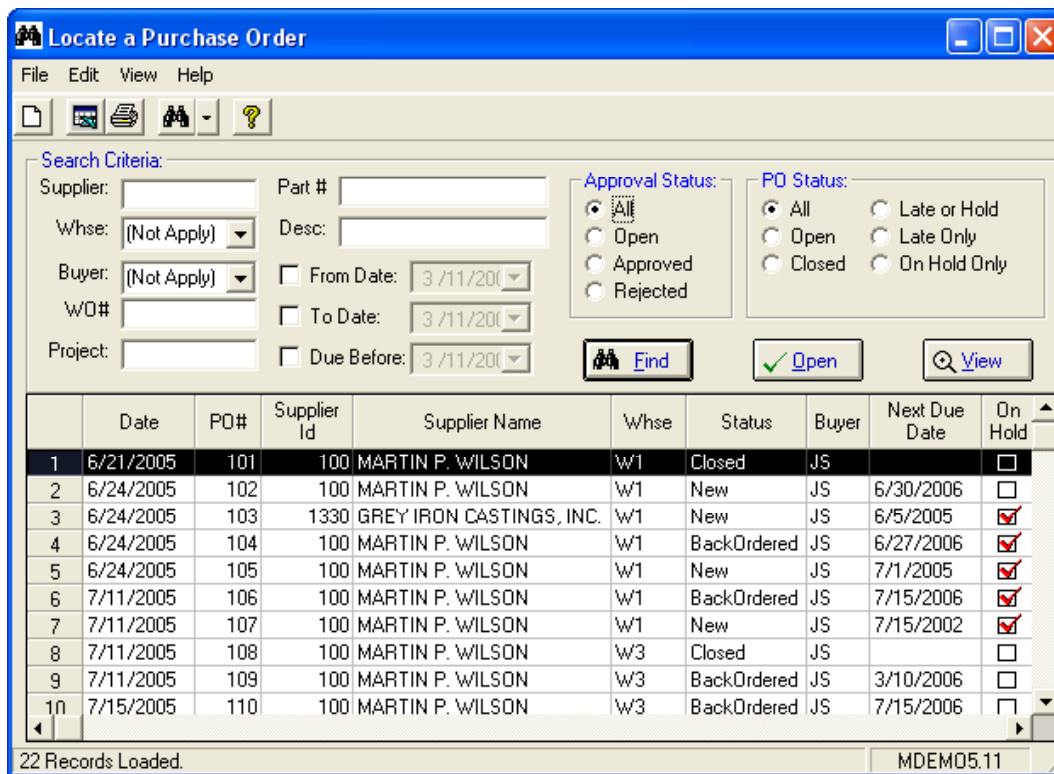 Locate a Purchase Order
File Edit View Help
Search Criteria:
Supplier:
Whse: (Not Apply)
Buyer: (Not Apply)
WO#
Project:
Part #
Desc:
From Date: 3 /11/200
To Date: 3 /11/200
Due Before: 3 /11/200
Approval Status:
All
Open
Approved
Rejected
PO Status:
All Late or Hold
Open Late Only
Closed On Hold Only
Find Open View
Date PO# Supplier Id Supplier Name Whse Status Buyer Next Due Date On Hold
1 6/21/2005 101 100 MARTIN P. WILSON W1 Closed JS
2 6/24/2005 102 100 MARTIN P. WILSON W1 New JS 6/30/2006
3 6/24/2005 103 1330 GREY IRON CASTINGS, INC. W1 New JS 6/5/2005
4 6/24/2005 104 100 MARTIN P. WILSON W1 BackOrdered JS 6/27/2006
5 6/24/2005 105 100 MARTIN P. WILSON W1 New JS 7/1/2005
6 7/11/2005 106 100 MARTIN P. WILSON W1 BackOrdered JS 7/15/2006
7 7/11/2005 107 100 MARTIN P. WILSON W1 New JS 7/15/2002
8 7/11/2005 108 100 MARTIN P. WILSON W3 Closed JS
9 7/11/2005 109 100 MARTIN P. WILSON W3 BackOrdered JS 3/10/2006
10 7/15/2005 110 100 MARTIN P. WILSON W3 BackOrdered JS 7/15/2006
22 Records Loaded. MDEMO5.11